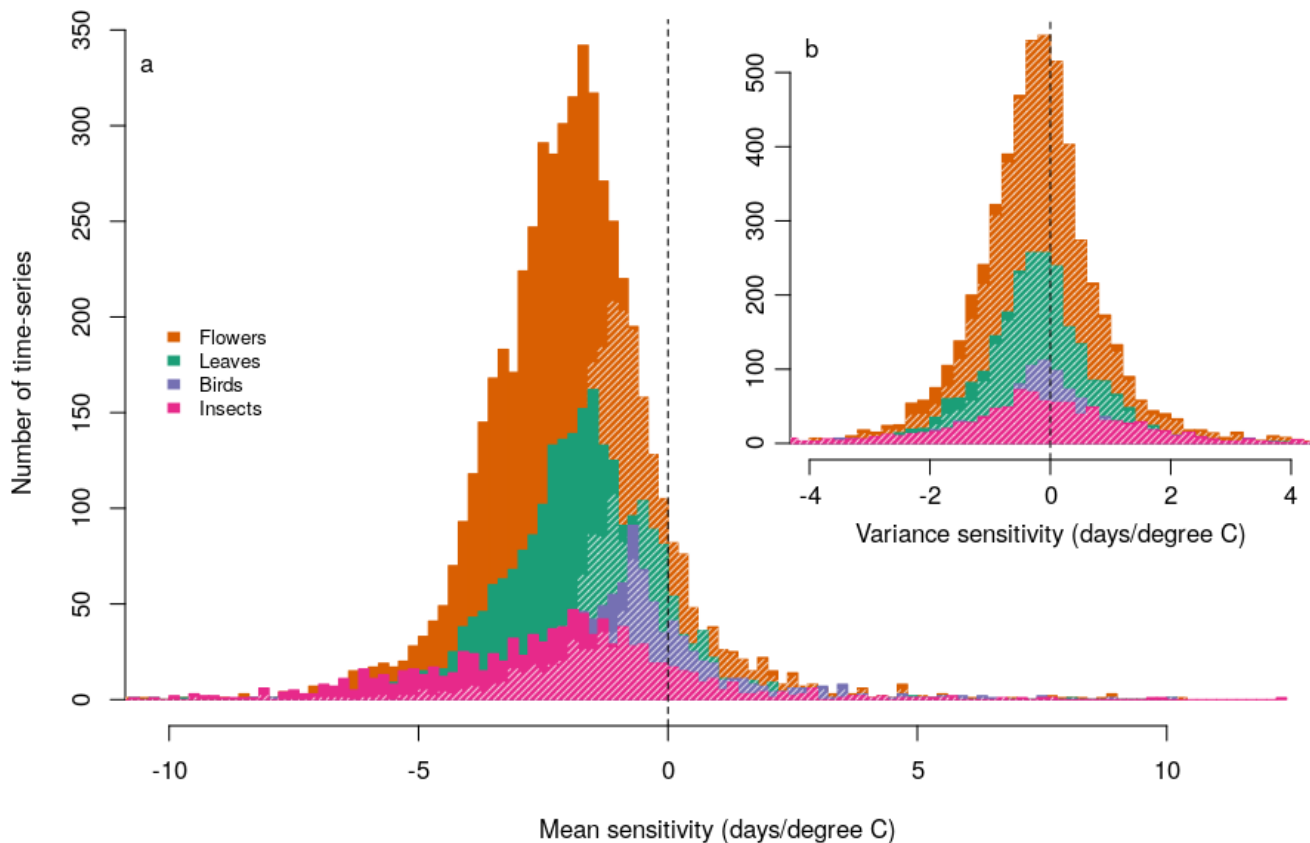 a
Number of time-series
350
300
250
200
150
100
50
0
Flowers
Leaves
Birds
Insects
-10 -5 0 5 10
Mean sensitivity (days/degree C)
b
500
400
300
200
100
0
-4 -2 0 2 4
Variance sensitivity (days/degree C)